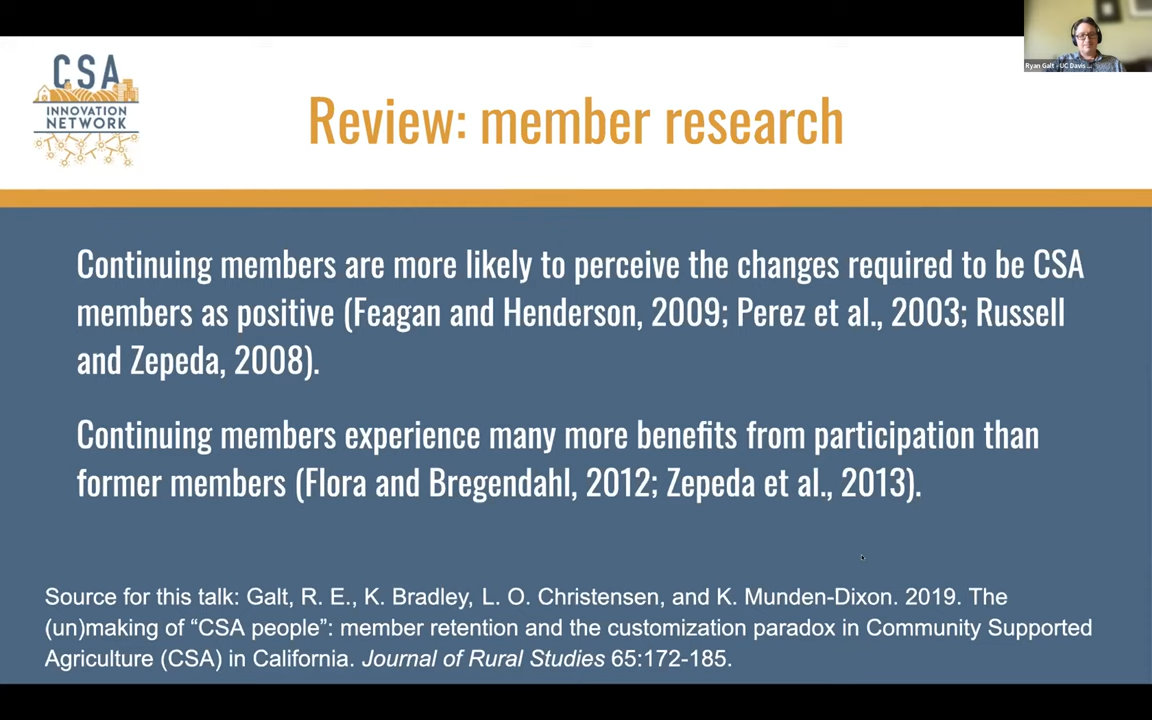 CSA
INNOVATION
NETWORK
Ryan Galt - UC Davis ...
Review: member research
Continuing members are more likely to perceive the changes required to be CSA
members as positive (Feagan and Henderson, 2009; Perez et al., 2003; Russell
and Zepeda, 2008).
Continuing members experience many more benefits from participation than
former members (Flora and Bregendahl, 2012; Zepeda et al., 2013).
Source for this talk: Galt, R. E., K. Bradley, L. O. Christensen, and K. Munden-Dixon. 2019. The
(un)making of “CSA people”: member retention and the customization paradox in Community Supported
Agriculture (CSA) in California. Journal of Rural Studies 65:172-185.